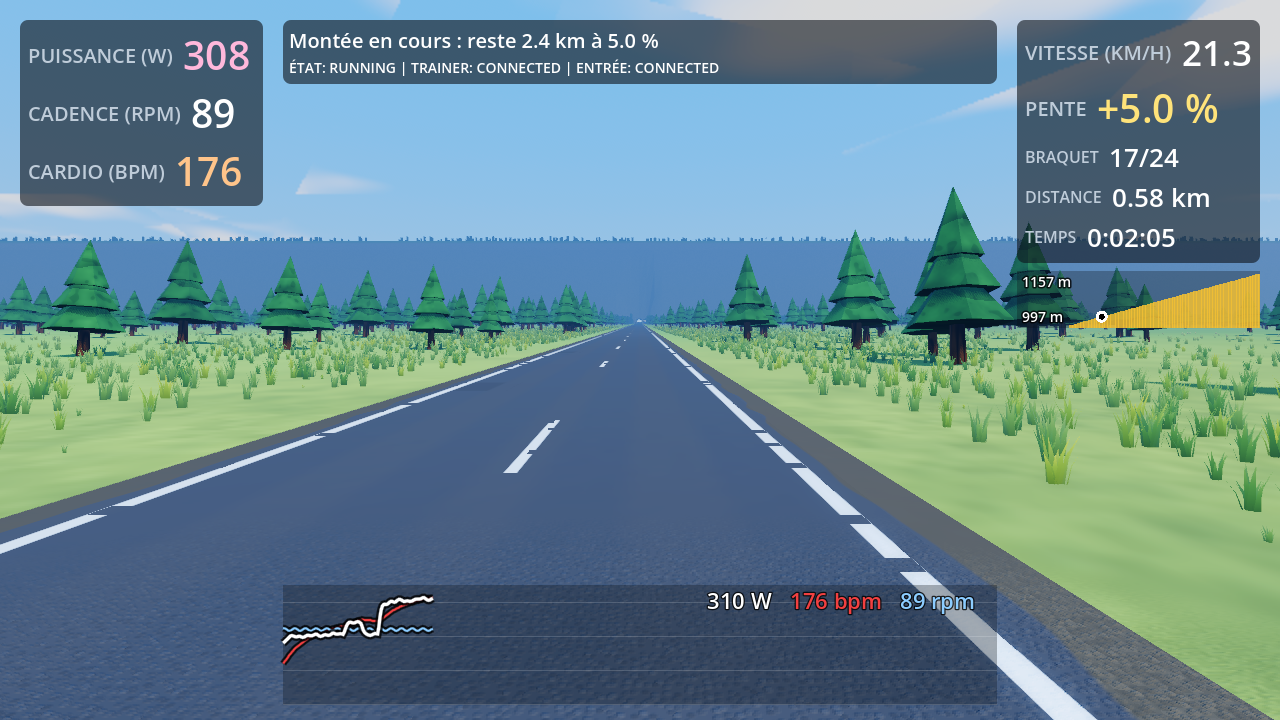 PUISSANCE (W) 308
CADENCE (RPM) 89
CARDIO (BPM) 176
Montée en cours : reste 2.4 km à 5.0 %
ÉTAT: RUNNING | TRAINER: CONNECTED | ENTRÉE: CONNECTED
VITESSE (KM/H) 21.3
PENTE +5.0 %
BRAQUET 17/24
DISTANCE 0.58 km
TEMPS 0:02:05
1157 m
997 m
310 W 176 bpm 89 rpm